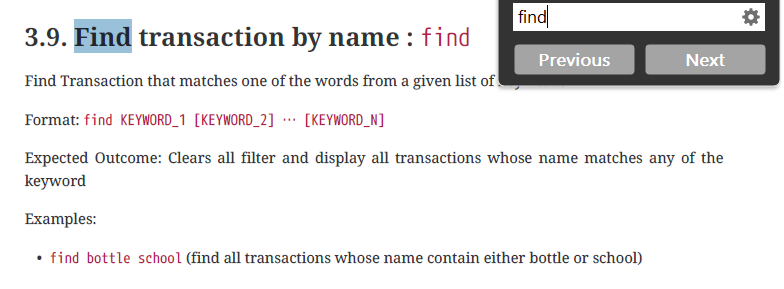 find
Previous
Next
3.9. Find transaction by name : find
Find Transaction that matches one of the words from a given list of
Format: find KEYWORD_1 [KEYWORD_2] ⋯ [KEYWORD_N]
Expected Outcome: Clears all filter and display all transactions whose name matches any of the
keyword
Examples:
• find bottle school (find all transactions whose name contain either bottle or school)